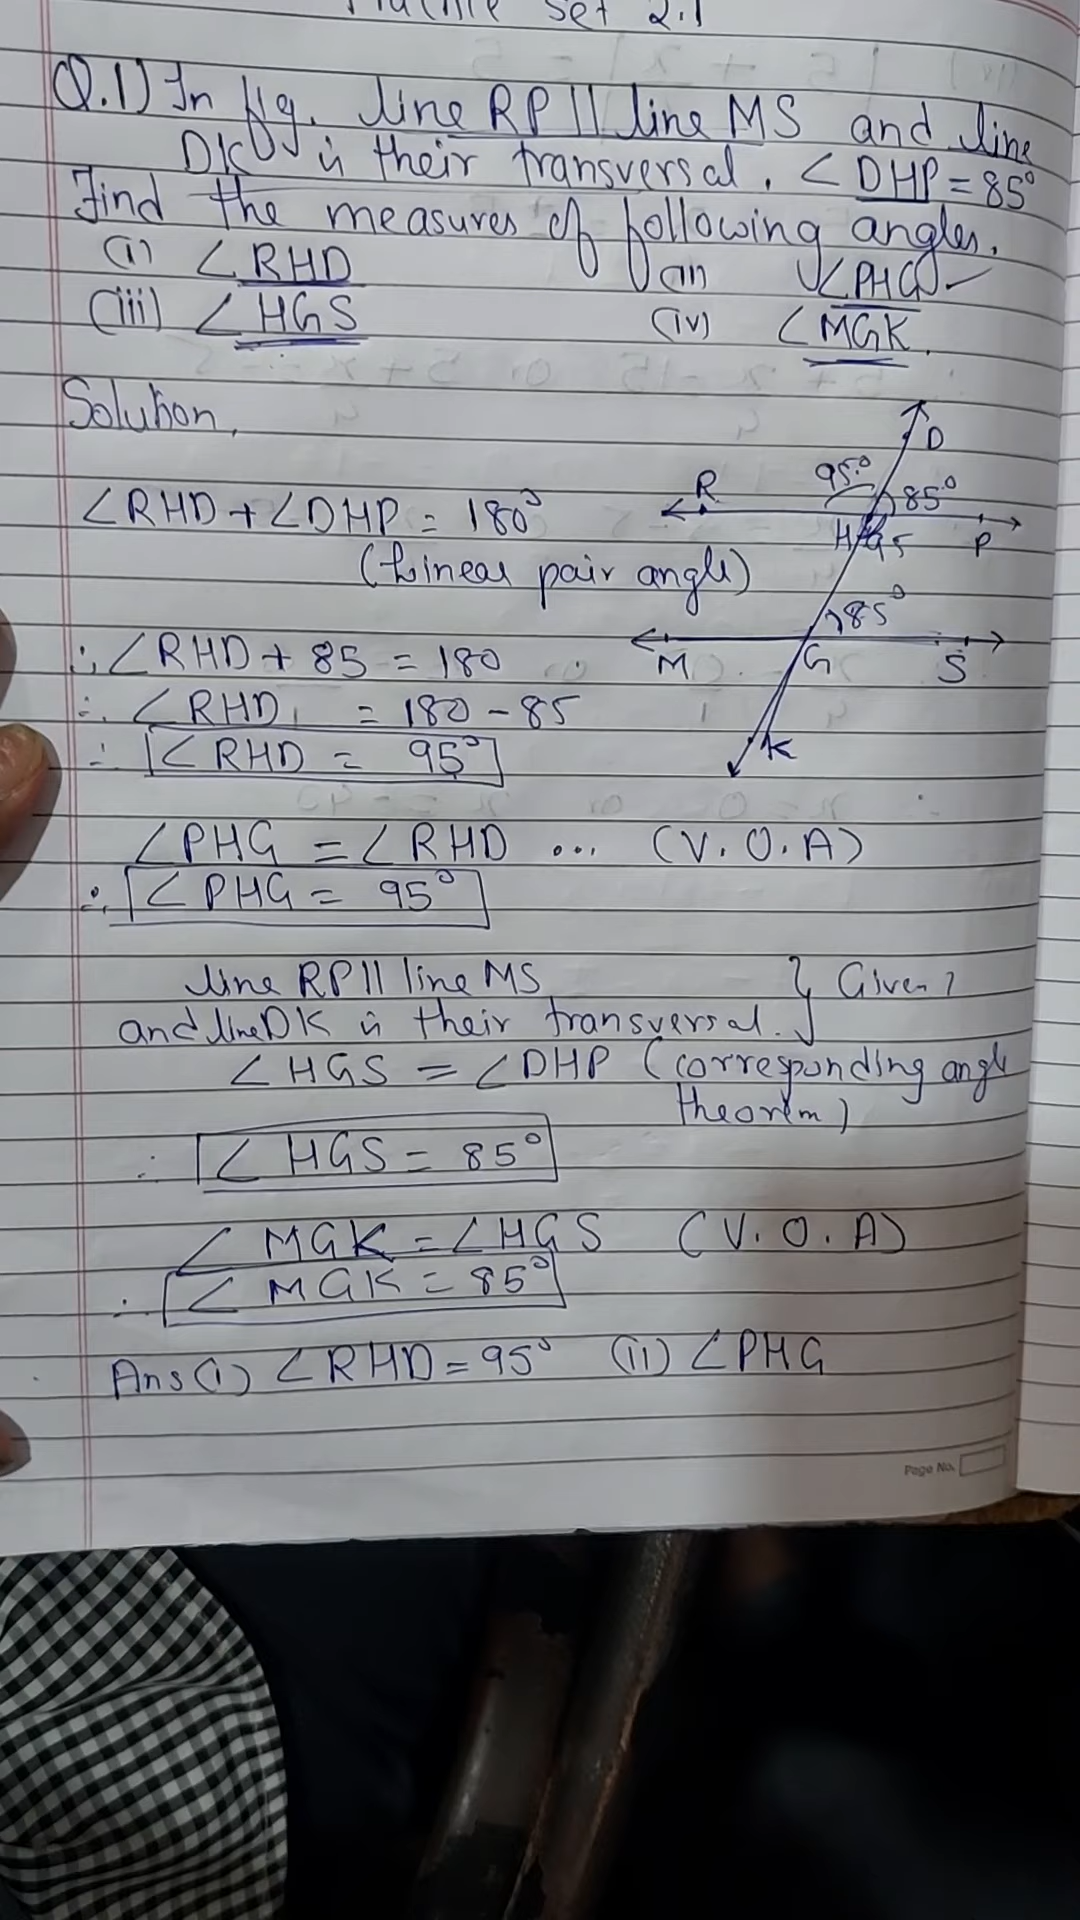 Set 2.1
Q.1) In fig. line RP || line MS and line
DK is their transversal. ∠DHP = 85°
Find the measures of following angles.
(i) ∠RHD (ii) ∠PHG
(iii) ∠HGS (iv) ∠MGK.
Solution,
D
95° 85°
R H P
85°
M G S
K
∠RHD + ∠DHP = 180°
(Linear pair angle)
∴ ∠RHD + 85 = 180
∴ ∠RHD = 180 - 85
∴ ∠RHD = 95°
∠PHG = ∠RHD ... (V.O.A)
∴ ∠PHG = 95°
line RP || line MS } Given
and line DK is their transversal.
∠HGS = ∠DHP (corresponding angle
theorem)
∴ ∠HGS = 85°
∠MGK = ∠HGS (V.O.A)
∴ ∠MGK = 85°
Ans (i) ∠RHD = 95° (ii) ∠PHG
Page No.